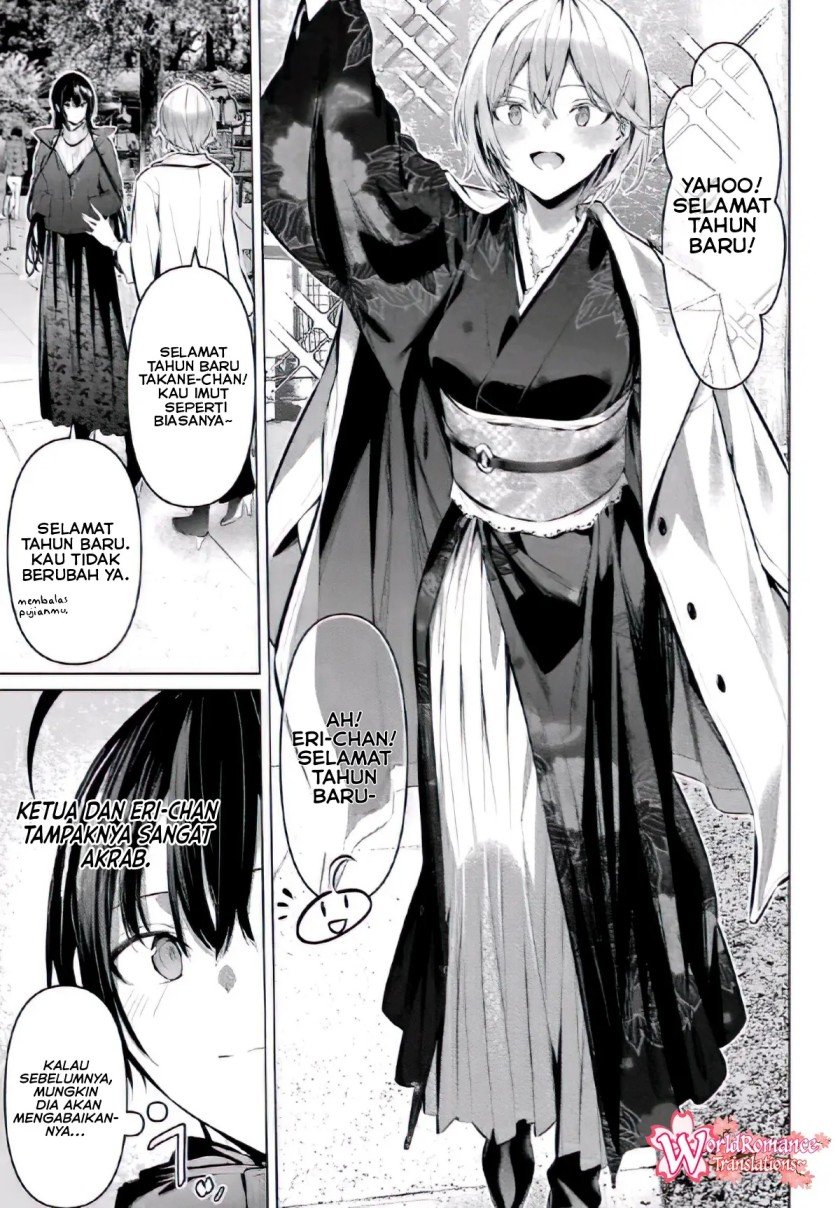 YAHOO!
SELAMAT
TAHUN
BARU!
AH!
ERI-CHAN!
SELAMAT
TAHUN
BARU-
SELAMAT
TAHUN BARU
TAKANE-CHAN!
KAU IMUT
SEPERTI
BIASANYA~
SELAMAT
TAHUN BARU.
KAU TIDAK
BERUBAH YA.
membalas
pujianmu.
KETUA DAN ERI-CHAN
TAMPAKNYA SANGAT
AKRAB.
KALAU
SEBELUMNYA,
MUNGKIN
DIA AKAN
MENGABAIKAN-
NYA...
WorldRomance
Translations